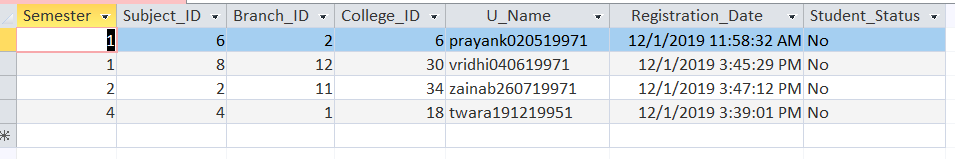 Semester Subject_ID Branch_ID College_ID U_Name Registration_Date Student_Status
1 6 2 6 prayank020519971 12/1/2019 11:58:32 AM No
1 8 12 30 vridhi040619971 12/1/2019 3:45:29 PM No
2 2 11 34 zainab260719971 12/1/2019 3:47:12 PM No
4 4 1 18 twara191219951 12/1/2019 3:39:01 PM No